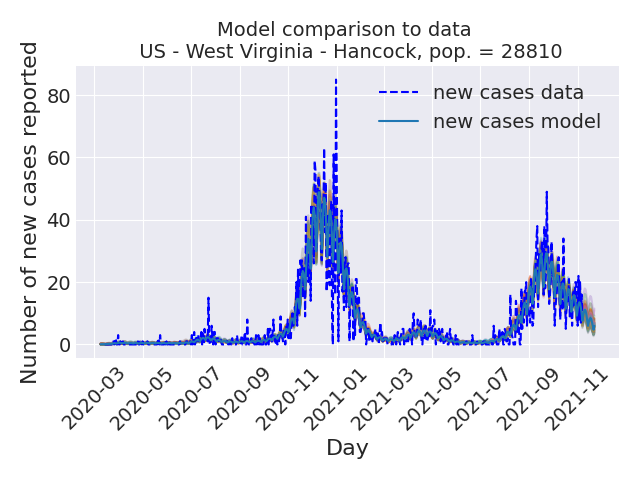 Model comparison to data
US - West Virginia - Hancock, pop. = 28810
Number of new cases reported
80
60
40
20
0
new cases data
new cases model
2020-03
2020-05
2020-07
2020-09
2020-11
2021-01
2021-03
2021-05
2021-07
2021-09
2021-11
Day